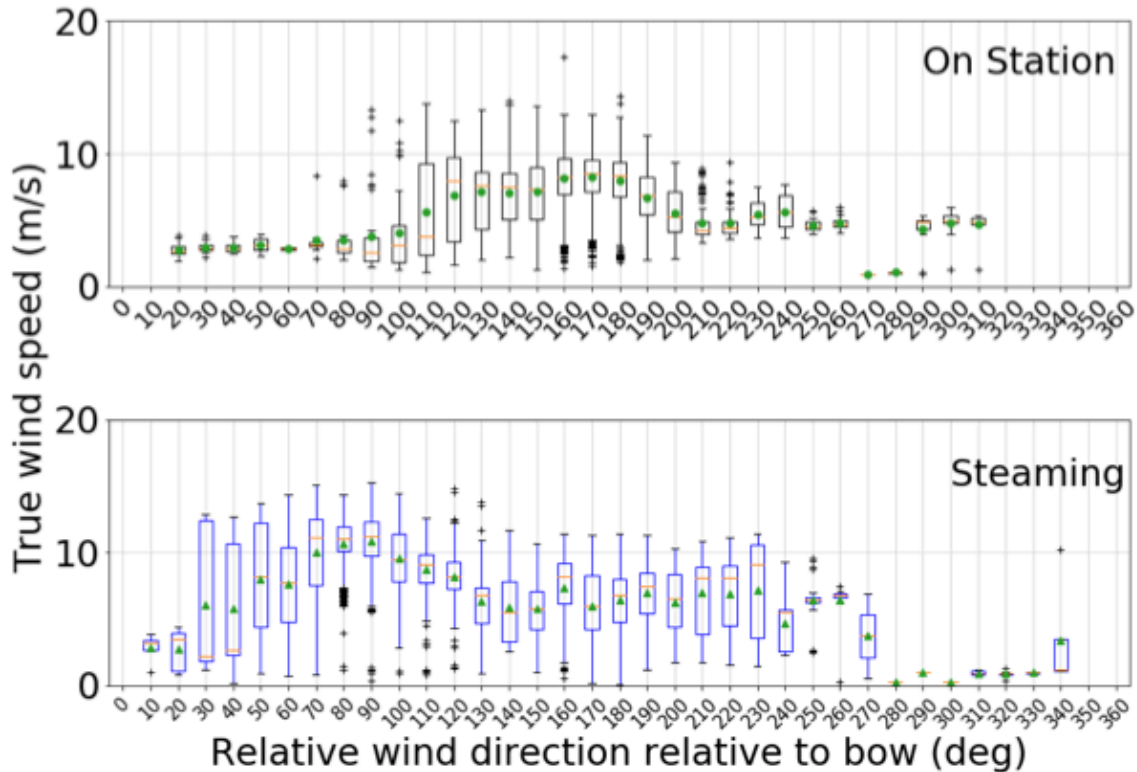 20
On Station
10
0
0 10 20 30 40 50 60 70 80 90 100 110 120 130 140 150 160 170 180 190 200 210 220 230 240 250 260 270 280 290 300 310 320 330 340 350 360
True wind speed (m/s)
20
Steaming
10
0
0 10 20 30 40 50 60 70 80 90 100 110 120 130 140 150 160 170 180 190 200 210 220 230 240 250 260 270 280 290 300 310 320 330 340 350 360
Relative wind direction relative to bow (deg)